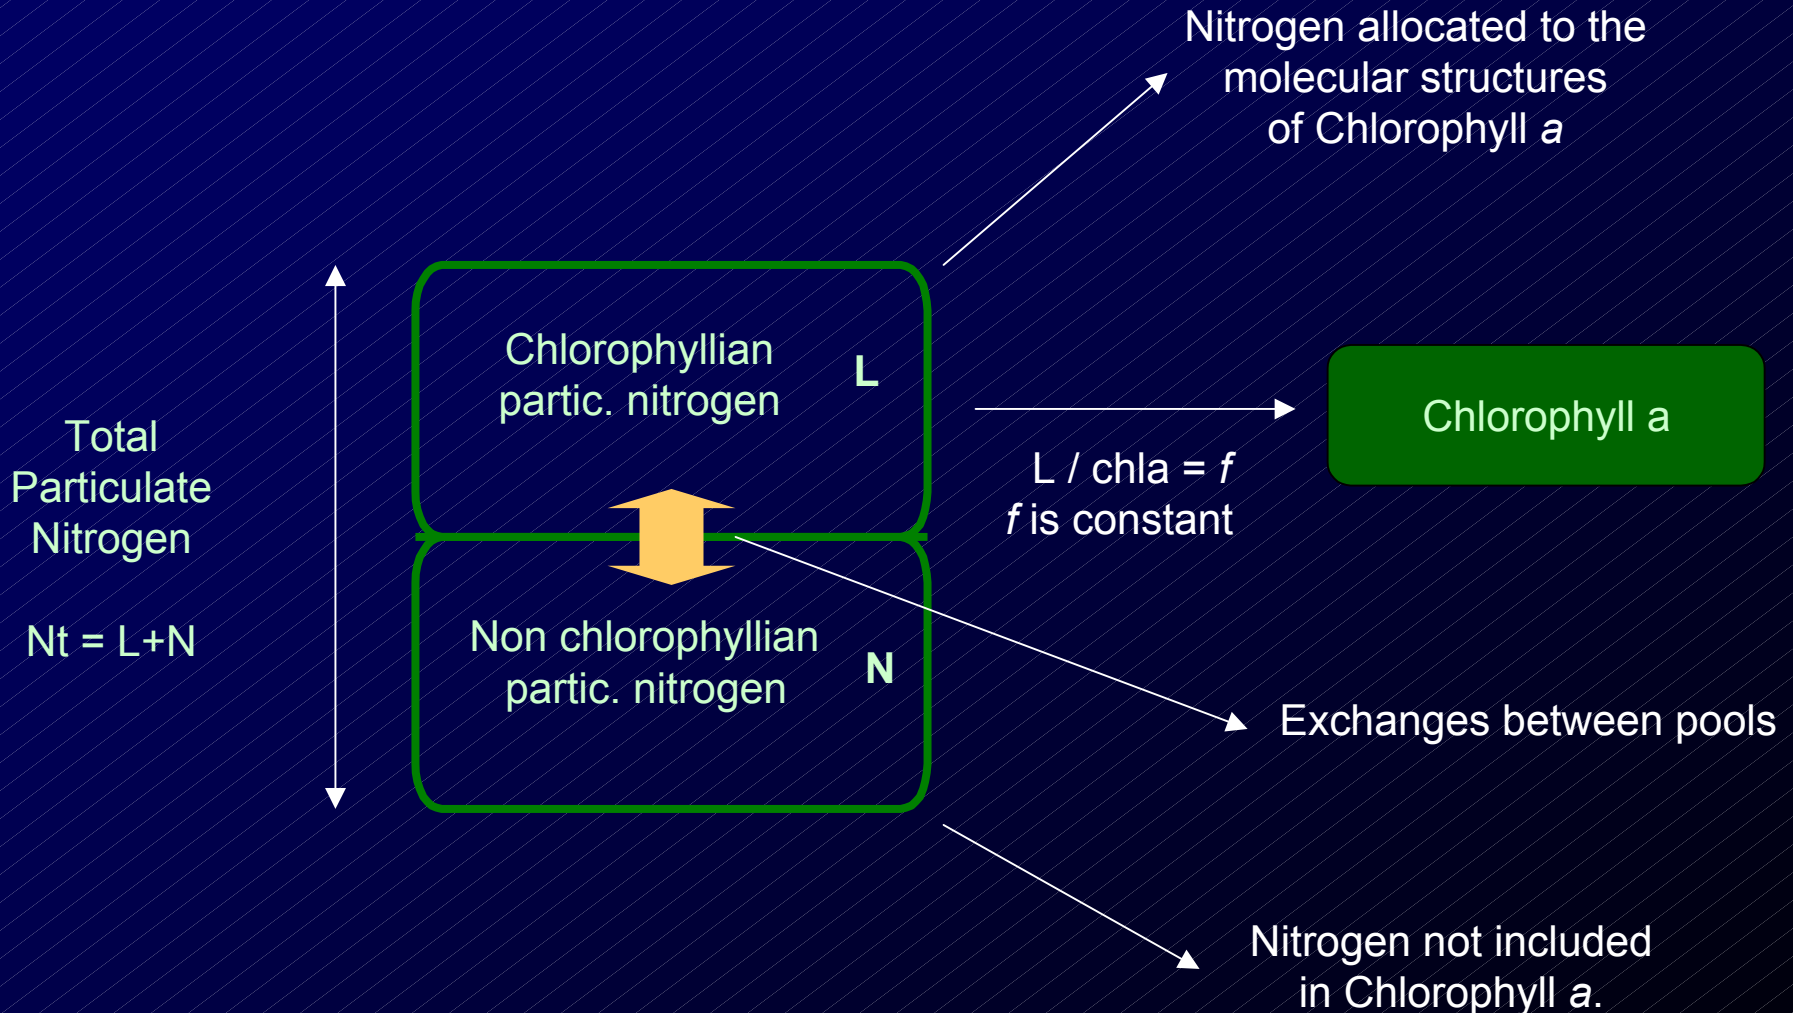 Nitrogen allocated to the
molecular structures
of Chlorophyll a
Chlorophyllian
partic. nitrogen
L
Chlorophyll a
Total
Particulate
Nitrogen
Nt = L+N
L / chla = f
f is constant
Non chlorophyllian
partic. nitrogen
N
Exchanges between pools
Nitrogen not included
in Chlorophyll a.